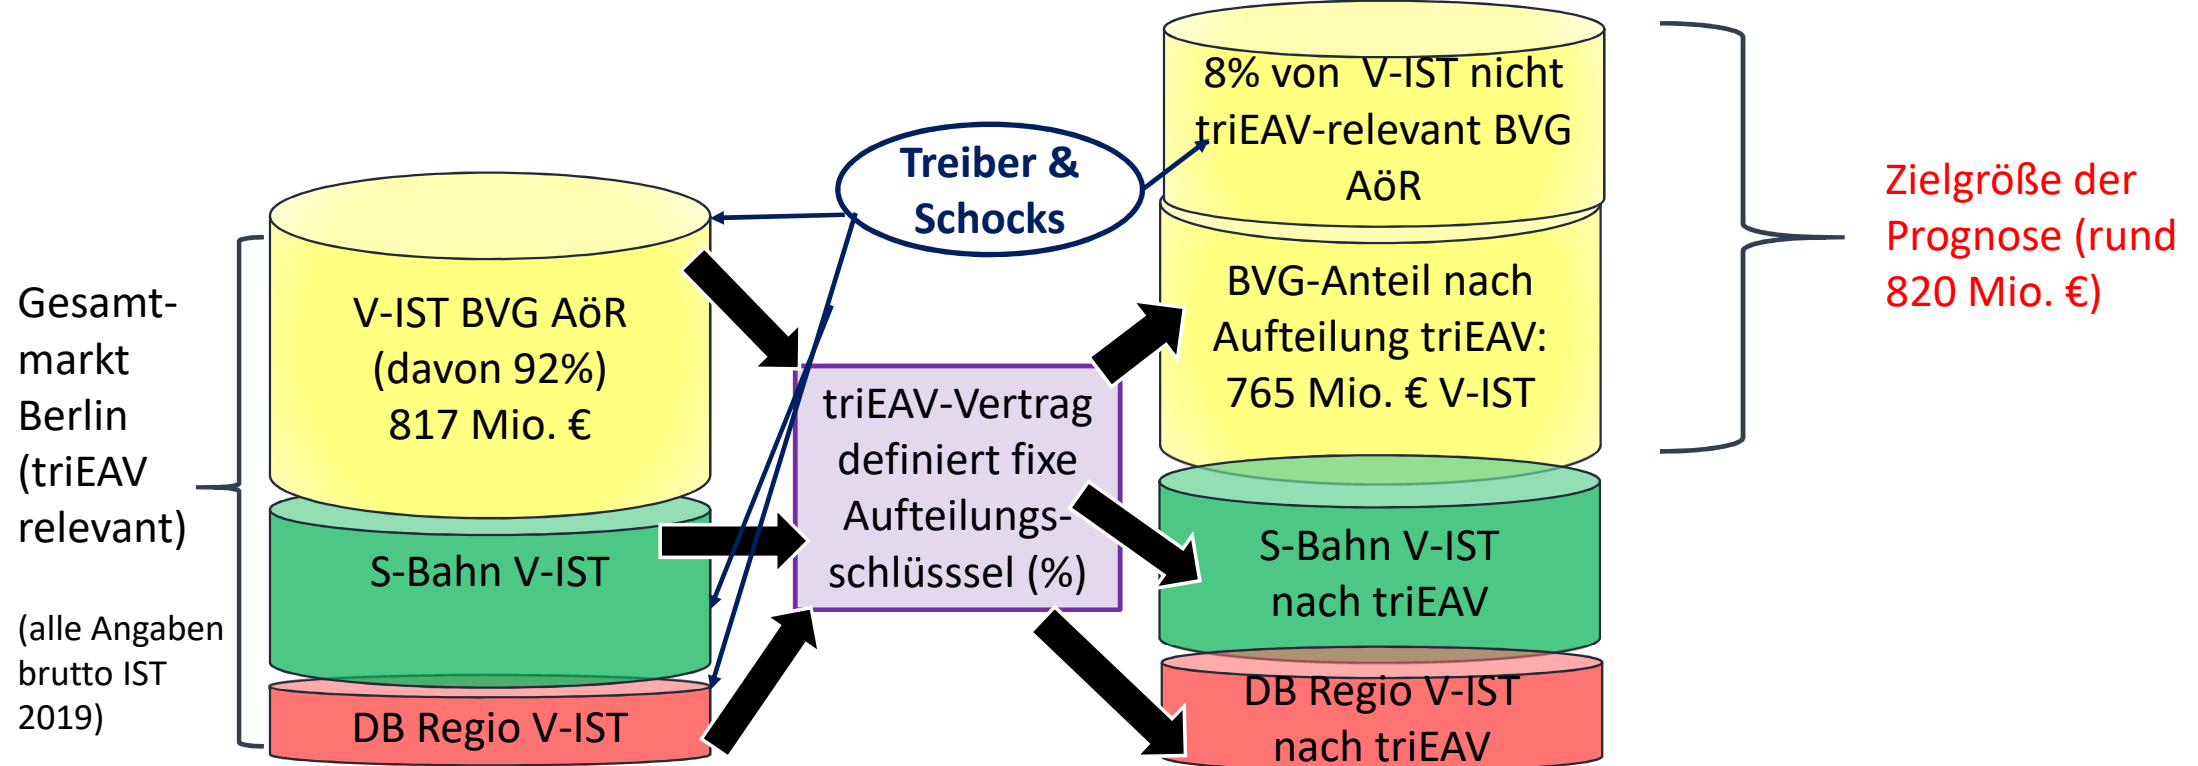 Gesamt-
markt
Berlin
(triEAV
relevant)
(alle Angaben
brutto IST
2019)
V-IST BVG AöR
(davon 92%)
817 Mio. €
S-Bahn V-IST
DB Regio V-IST
Treiber &
Schocks
triEAV-Vertrag
definiert fixe
Aufteilungs-
schlüsssel (%)
8% von  V-IST nicht
triEAV-relevant BVG
AöR
BVG-Anteil nach
Aufteilung triEAV:
765 Mio. € V-IST
S-Bahn V-IST
nach triEAV
DB Regio V-IST
nach triEAV
Zielgröße der
Prognose (rund
820 Mio. €)